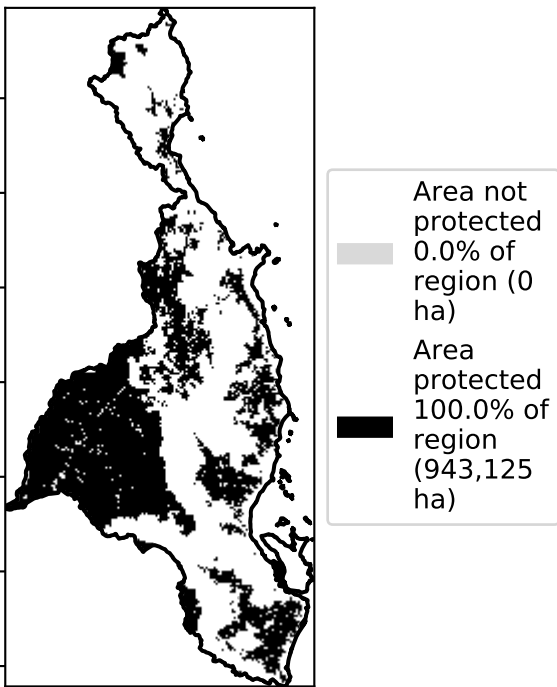 Area not
protected
0.0% of
region (0
ha)
Area
protected
100.0% of
region
(943,125
ha)